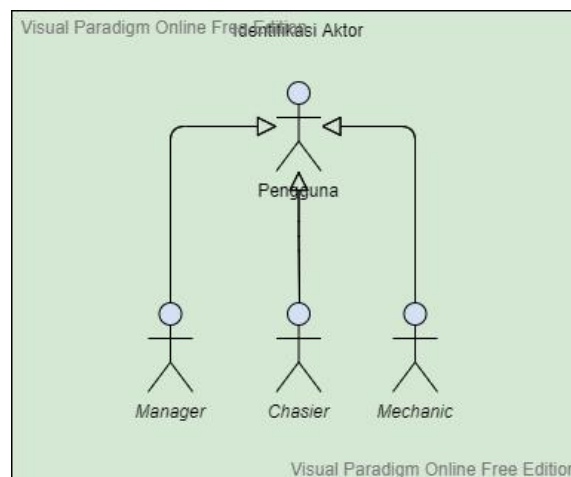 Visual Paradigm Online Free Edition
Identifikasi Aktor
Pengguna
Manager
Chasier
Mechanic
Visual Paradigm Online Free Edition